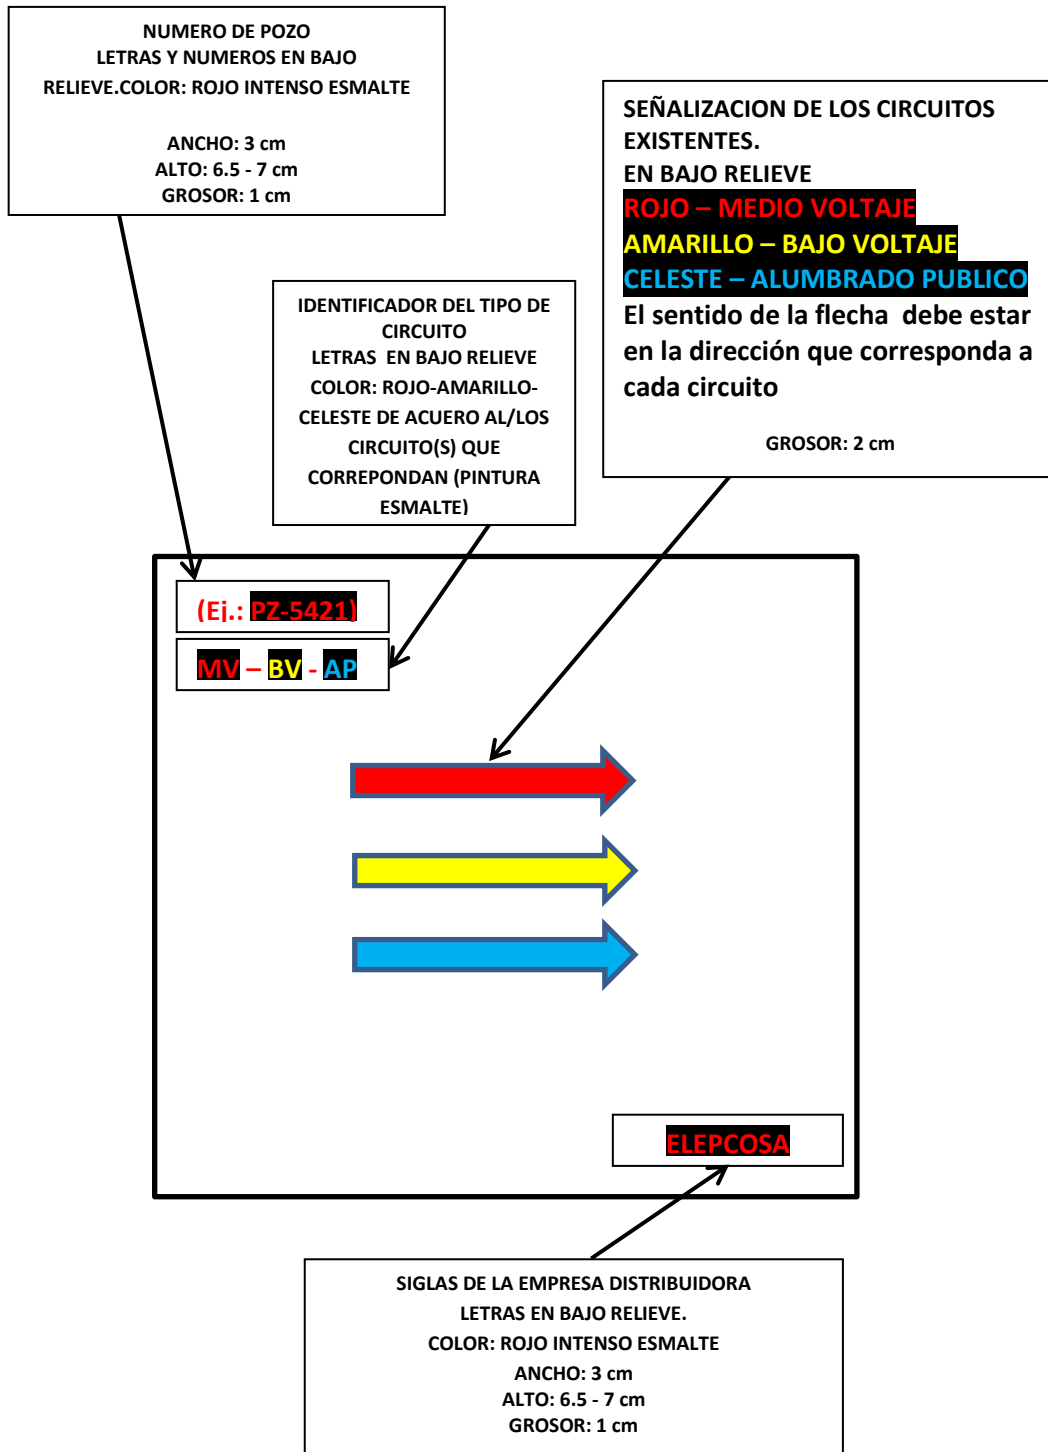 NUMERO DE POZO
LETRAS Y NUMEROS EN BAJO
RELIEVE.COLOR: ROJO INTENSO ESMALTE
ANCHO: 3 cm
ALTO: 6.5 - 7 cm
GROSOR: 1 cm
SEÑALIZACION DE LOS CIRCUITOS
EXISTENTES.
EN BAJO RELIEVE
ROJO – MEDIO VOLTAJE
AMARILLO – BAJO VOLTAJE
CELESTE – ALUMBRADO PUBLICO
El sentido de la flecha debe estar
en la dirección que corresponda a
cada circuito
GROSOR: 2 cm
IDENTIFICADOR DEL TIPO DE
CIRCUITO
LETRAS EN BAJO RELIEVE
COLOR: ROJO-AMARILLO-
CELESTE DE ACUERO AL/LOS
CIRCUITO(S) QUE
CORREPONDAN (PINTURA
ESMALTE)
(Ej.: PZ-5421)
MV – BV - AP
ELEPCOSA
SIGLAS DE LA EMPRESA DISTRIBUIDORA
LETRAS EN BAJO RELIEVE.
COLOR: ROJO INTENSO ESMALTE
ANCHO: 3 cm
ALTO: 6.5 - 7 cm
GROSOR: 1 cm